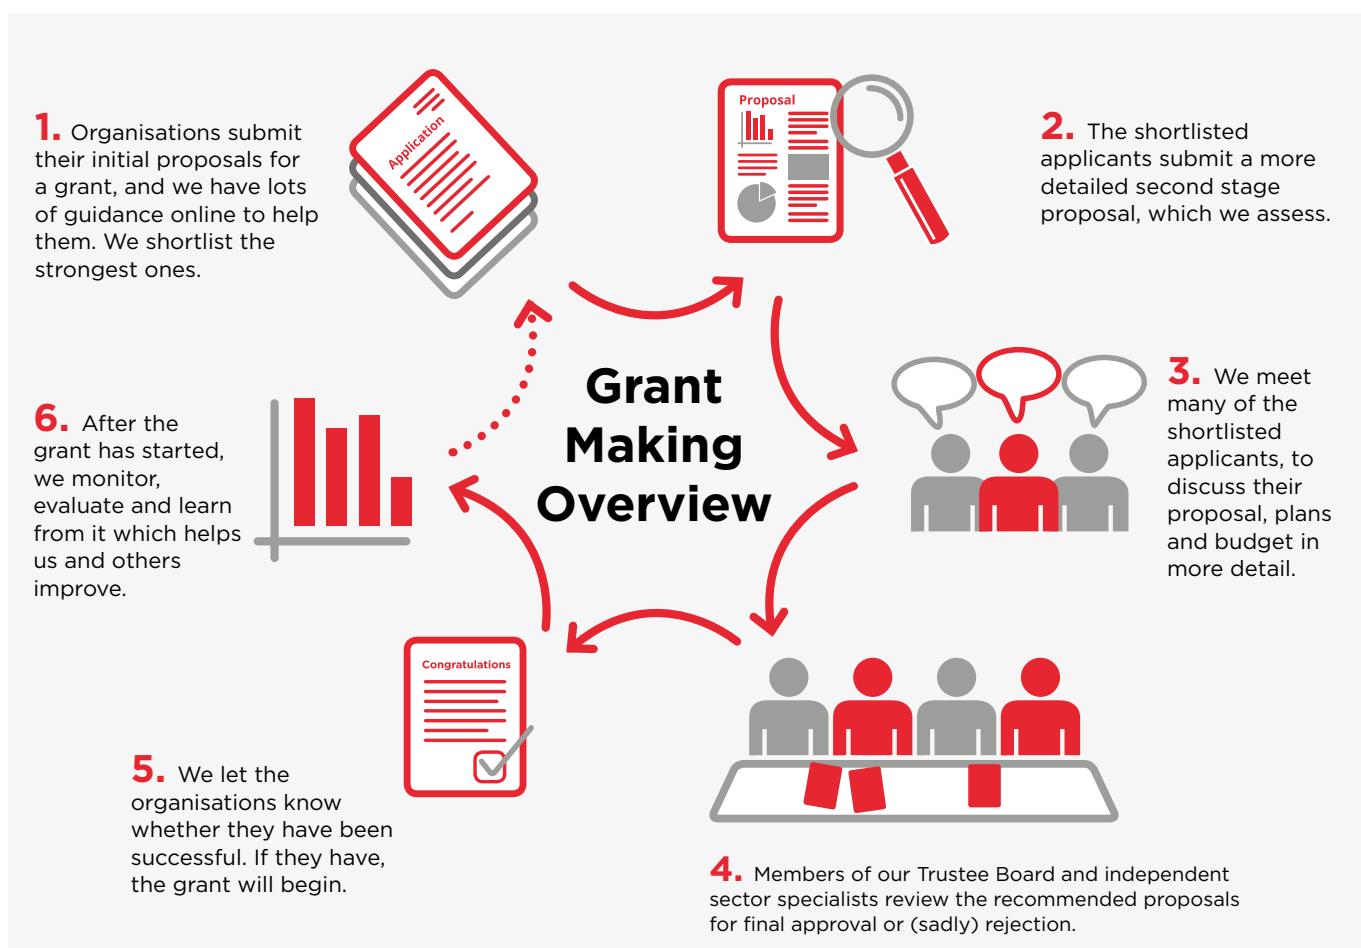 1. Organisations submit
their initial proposals for
a grant, and we have lots
of guidance online to help
them. We shortlist the
strongest ones.
Application
Proposal
2. The shortlisted
applicants submit a more
detailed second stage
proposal, which we assess.
3. We meet
many of the
shortlisted
applicants, to
discuss their
proposal, plans
and budget in
more detail.
Grant
Making
Overview
4. Members of our Trustee Board and independent
sector specialists review the recommended proposals
for final approval or (sadly) rejection.
Congratulations
5. We let the
organisations know
whether they have been
successful. If they have,
the grant will begin.
6. After the
grant has started,
we monitor,
evaluate and learn
from it which helps
us and others
improve.